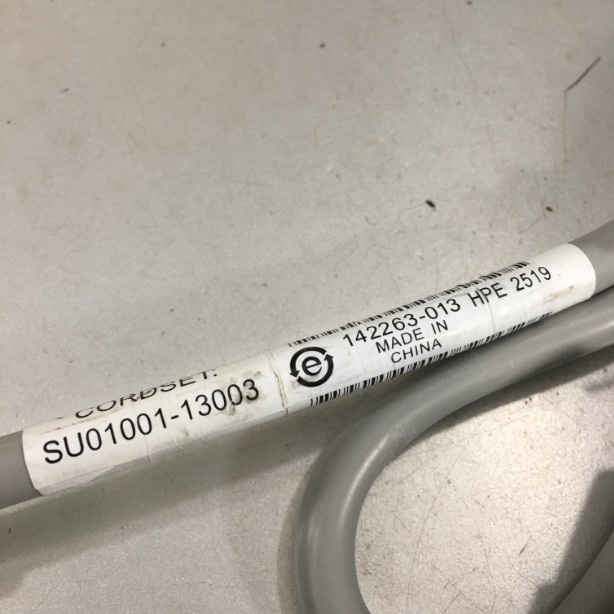 CORDSET:
SU01001-13003
e
142263-013 HPE 2519
MADE IN
CHINA